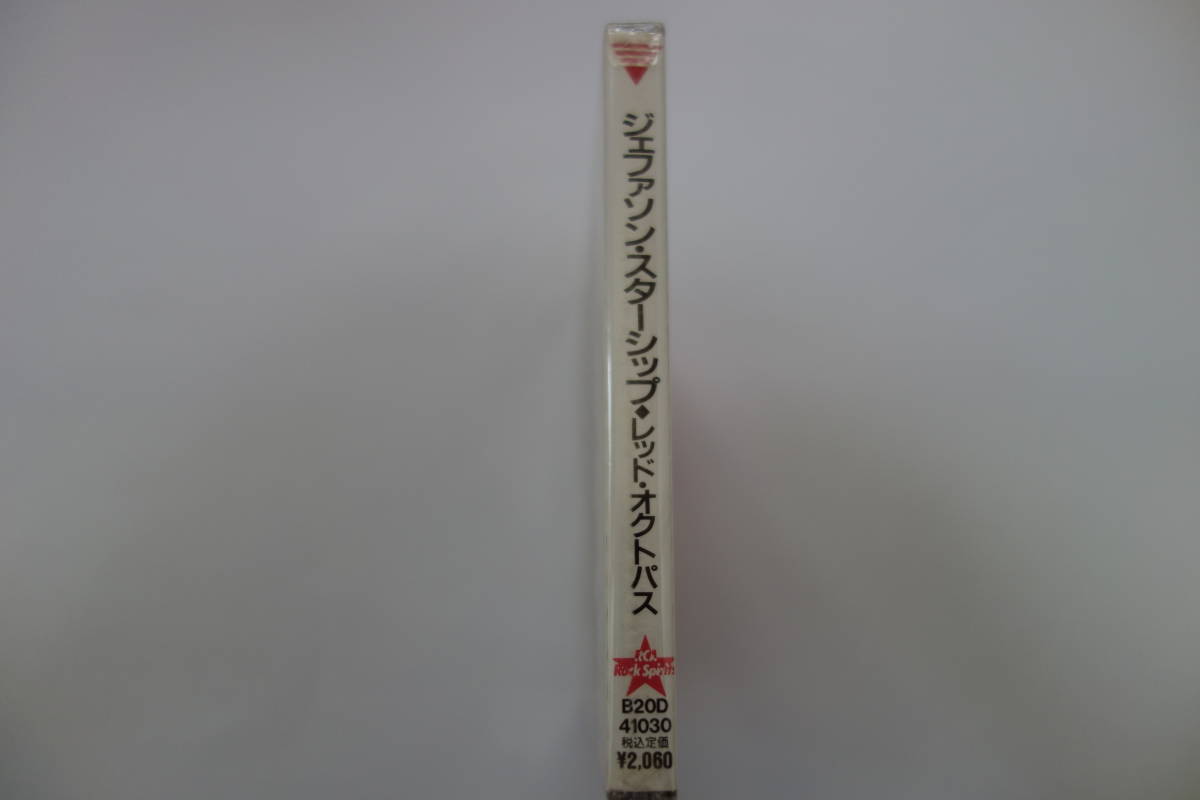 ジェファソン・スターシップ◆レッド・オクトパス
RCA
Rock Spirits
B20D
41030
税込定価
¥2,060